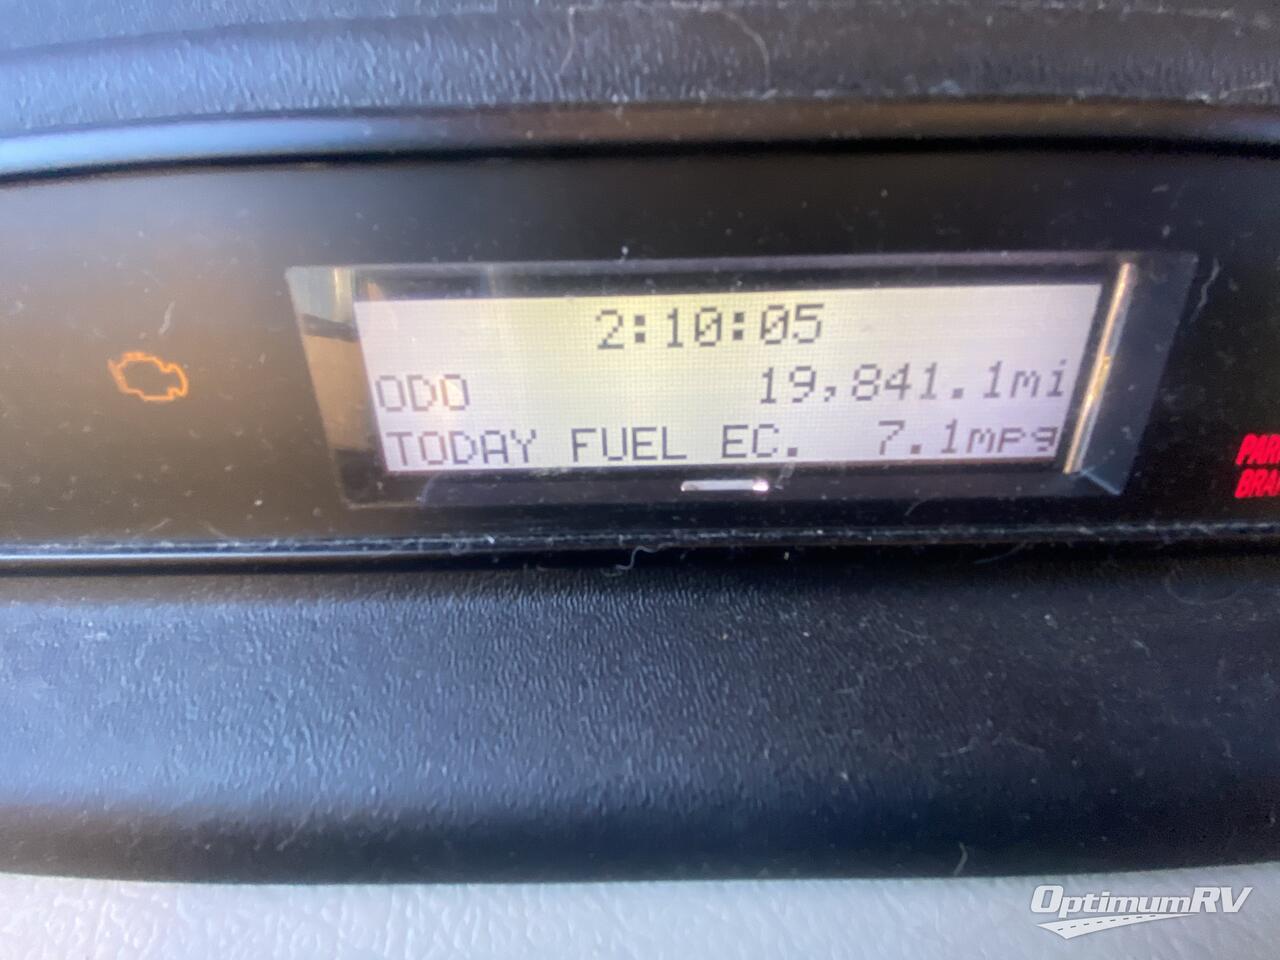 2:10:05
ODO 19,841.1mi
TODAY FUEL EC. 7.1mpg
OptimumRV